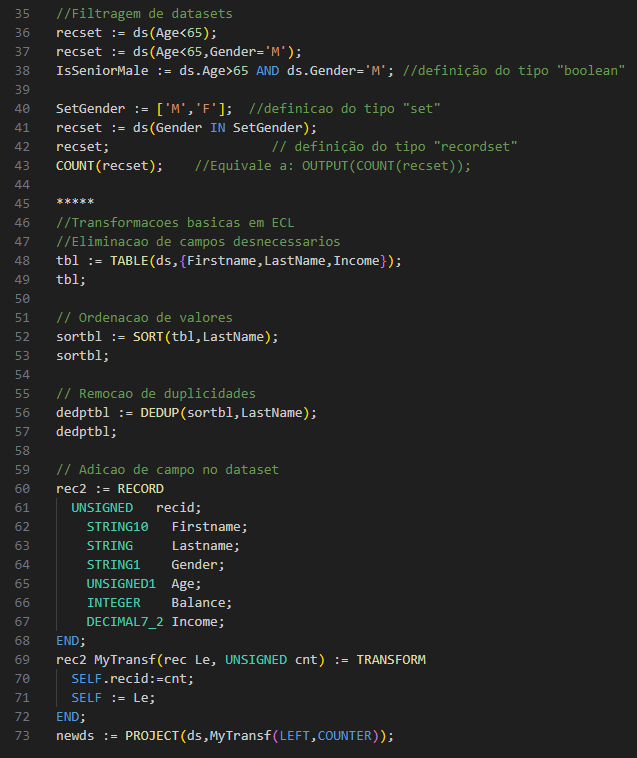 35 //Filtragem de datasets
36 recset := ds(Age<65);
37 recset := ds(Age<65,Gender='M');
38 IsSeniorMale := ds.Age>65 AND ds.Gender='M'; //definição do tipo "boolean"
39
40 SetGender := ['M','F'];  //definicao do tipo "set"
41 recset := ds(Gender IN SetGender);
42 recset;                     // definição do tipo "recordset"
43 COUNT(recset);    //Equivale a: OUTPUT(COUNT(recset));
44
45 *****
46 //Transformacoes basicas em ECL
47 //Eliminacao de campos desnecessarios
48 tbl := TABLE(ds,{Firstname,LastName,Income});
49 tbl;
50
51 // Ordenacao de valores
52 sortbl := SORT(tbl,LastName);
53 sortbl;
54
55 // Remocao de duplicidades
56 dedptbl := DEDUP(sortbl,LastName);
57 dedptbl;
58
59 // Adicao de campo no dataset
60 rec2 := RECORD
61   UNSIGNED   recid;
62     STRING10   Firstname;
63     STRING     Lastname;
64     STRING1    Gender;
65     UNSIGNED1  Age;
66     INTEGER    Balance;
67     DECIMAL7_2 Income;
68 END;
69 rec2 MyTransf(rec Le, UNSIGNED cnt) := TRANSFORM
70   SELF.recid:=cnt;
71   SELF := Le;
72 END;
73 newds := PROJECT(ds,MyTransf(LEFT,COUNTER));